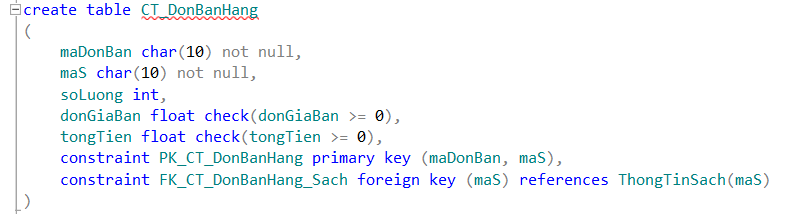 create table CT_DonBanHang
(
maDonBan char(10) not null,
maS char(10) not null,
soLuong int,
donGiaBan float check(donGiaBan >= 0),
tongTien float check(tongTien >= 0),
constraint PK_CT_DonBanHang primary key (maDonBan, maS),
constraint FK_CT_DonBanHang_Sach foreign key (maS) references ThongTinSach(maS)
)